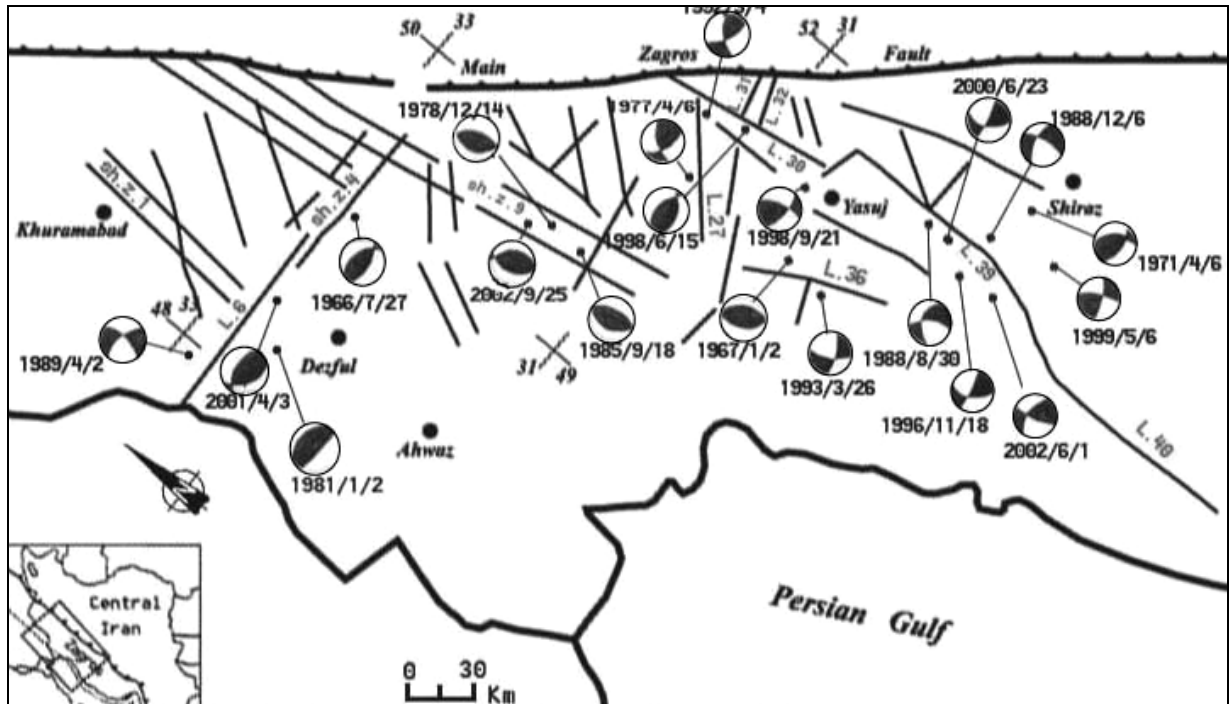 50 33
Main
Zagros
52 31
Fault
2000/6/23
1978/12/14
1977/4/6
L.31
L.32
1988/12/6
sh.z.1
sh.z.4
sh.z.9
L.30
L.27
Khuramabad
Yasuj
Shiraz
1998/6/15
1998/9/21
1971/4/6
L.39
L.36
1966/7/27
2002/9/25
L.6
48 33
1985/9/18
1967/1/2
1988/8/30
1999/5/6
1989/4/2
Dezful
31 49
1993/3/26
2001/4/3
1996/11/18
2002/6/1
L.40
Ahwaz
1981/1/2
N
Central
Iran
Persian Gulf
0 30
Km